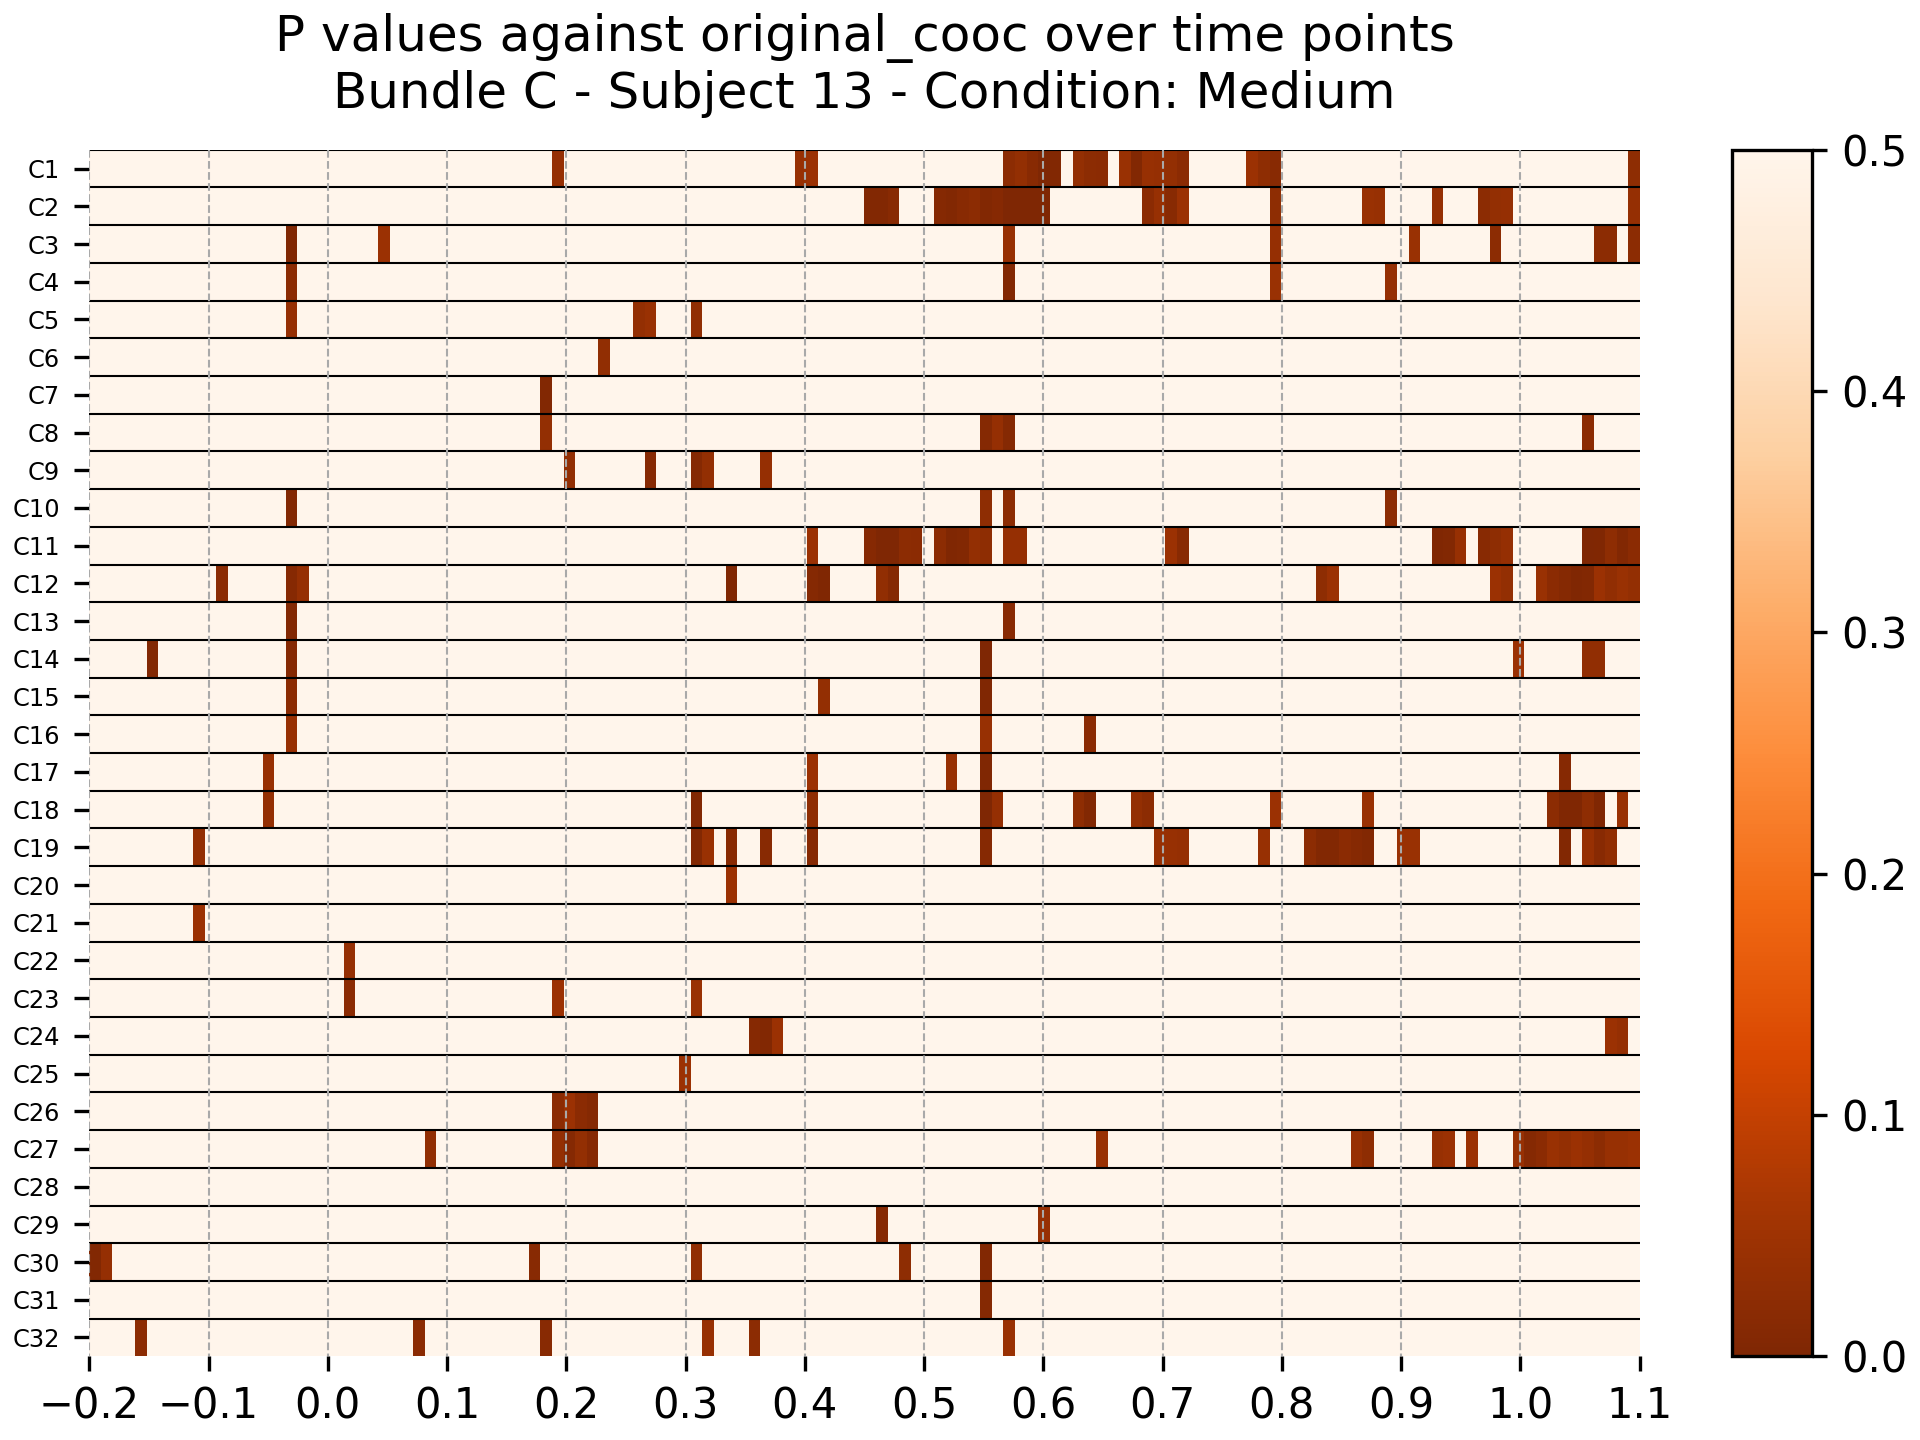 P values against original_cooc over time points
Bundle C - Subject 13 - Condition: Medium
C1
C2
C3
C4
C5
C6
C7
C8
C9
C10
C11
C12
C13
C14
C15
C16
C17
C18
C19
C20
C21
C22
C23
C24
C25
C26
C27
C28
C29
C30
C31
C32
−0.2 −0.1 0.0 0.1 0.2 0.3 0.4 0.5 0.6 0.7 0.8 0.9 1.0 1.1
0.5
0.4
0.3
0.2
0.1
0.0